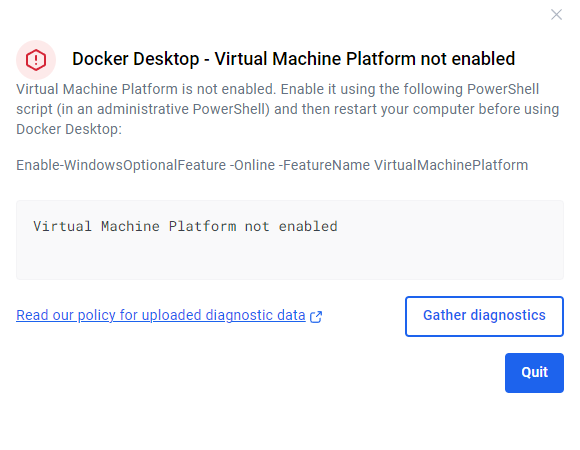 Docker Desktop - Virtual Machine Platform not enabled
Virtual Machine Platform is not enabled. Enable it using the following PowerShell
script (in an administrative PowerShell) and then restart your computer before using
Docker Desktop:
Enable-WindowsOptionalFeature -Online -FeatureName VirtualMachinePlatform
Virtual Machine Platform not enabled
Read our policy for uploaded diagnostic data
Gather diagnostics
Quit